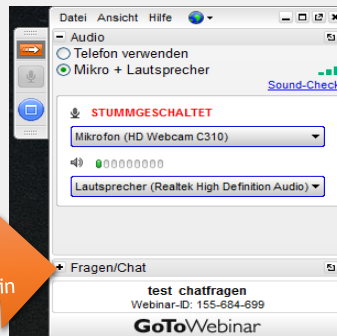 Datei Ansicht Hilfe
Audio
Telefon verwenden
Mikro + Lautsprecher
Sound-Check
STUMMGESCHALTET
Mikrofon (HD Webcam C310)
Lautsprecher (Realtek High Definition Audio)
Fragen/Chat
in
test chatfragen
Webinar-ID: 155-684-699
GoToWebinar